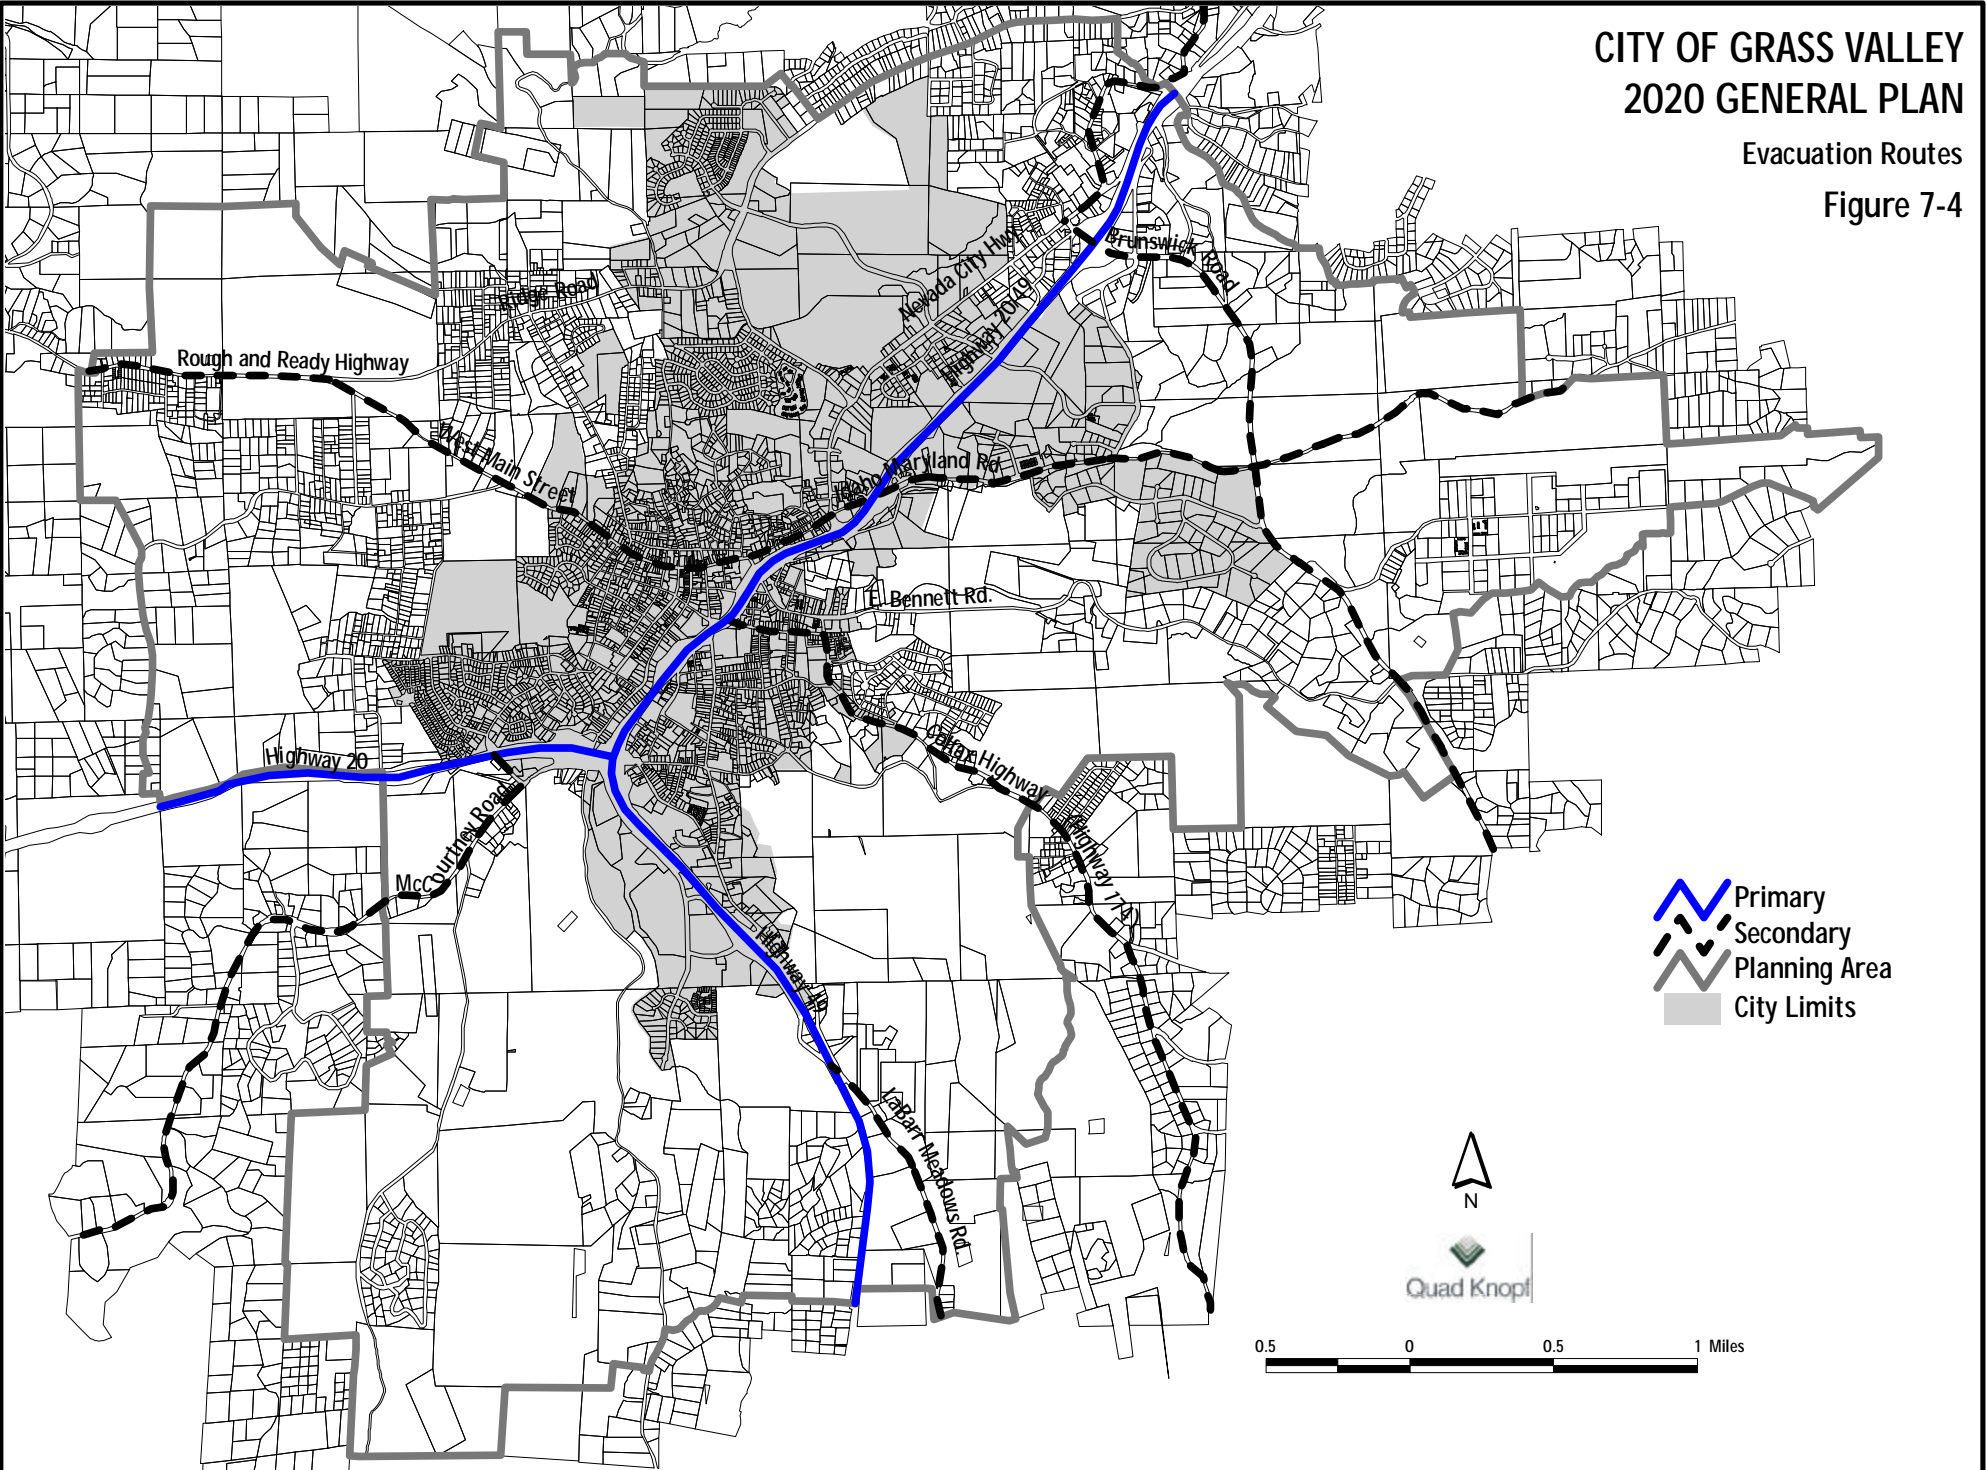 CITY OF GRASS VALLEY
2020 GENERAL PLAN
Evacuation Routes
Figure 7-4
Brunswick Road
Nevada City Hwy
Highway 20/49
Ridge Road
Rough and Ready Highway
West Main Street
Idaho Maryland Rd
E. Bennett Rd.
Highway 20
Colfax Highway
(Highway 174)
McCourtney Road
Highway 49
LaBarr Meadows Rd.
Primary
Secondary
Planning Area
City Limits
N
Quad Knopf
0.5 0 0.5 1 Miles